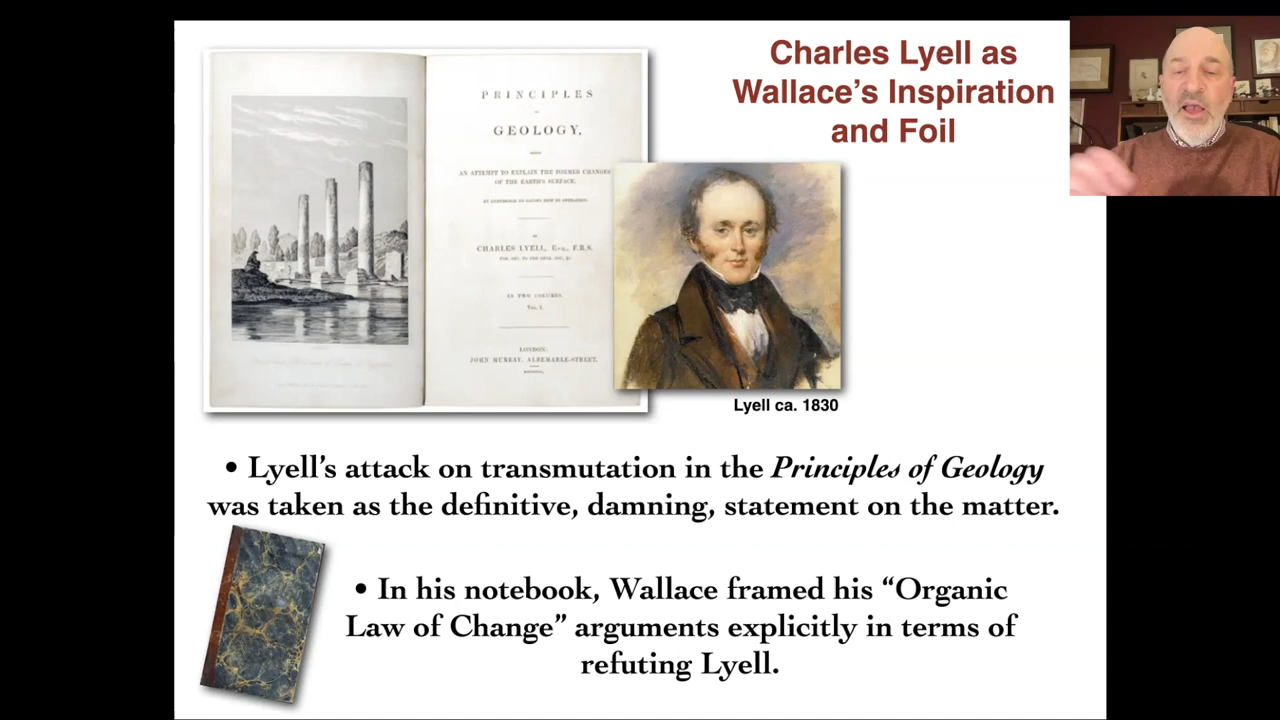 Charles Lyell as
Wallace's Inspiration
and Foil
PRINCIPLES
OF
GEOLOGY,
BEING
AN ATTEMPT TO EXPLAIN THE FORMER CHANGES
OF THE EARTH'S SURFACE,
BY
CHARLES LYELL, Esq., F.R.S.
IN TWO VOLUMES.
Vol. I.
LONDON:
JOHN MURRAY, ALBEMARLE-STREET.
Lyell ca. 1830
• Lyell's attack on transmutation in the Principles of Geology
was taken as the definitive, damning, statement on the matter.
• In his notebook, Wallace framed his “Organic
Law of Change” arguments explicitly in terms of
refuting Lyell.